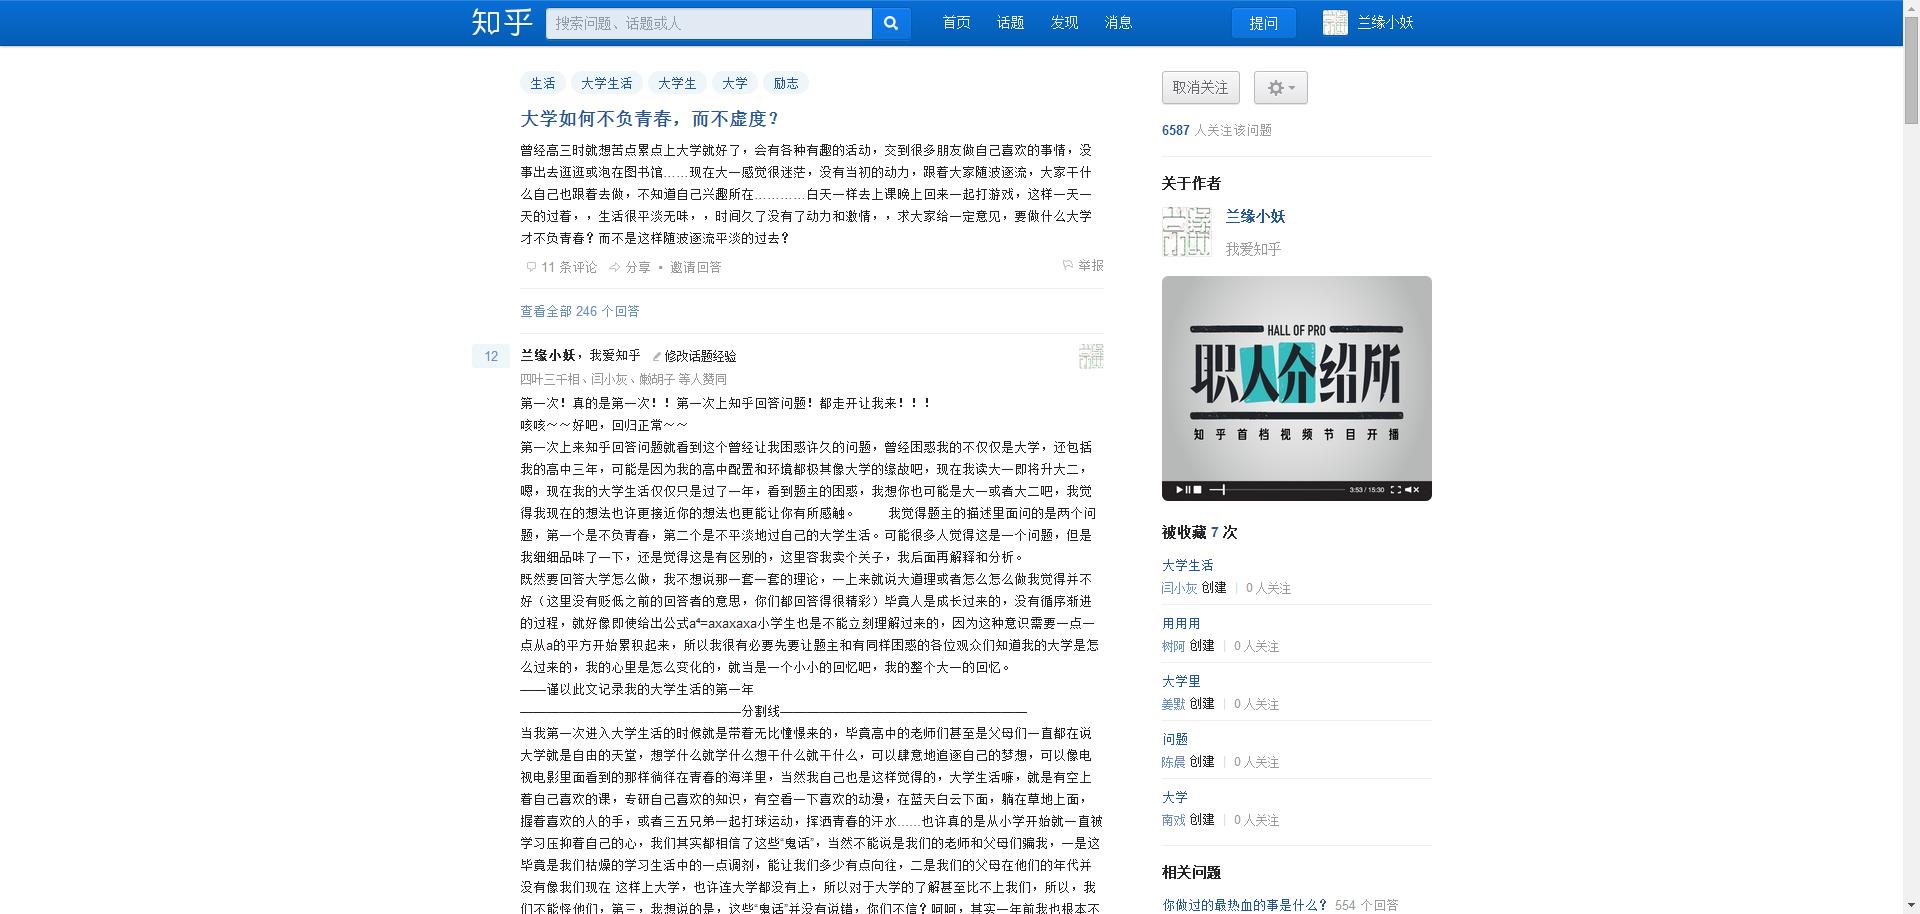 知乎
搜索问题、话题或人
首页 话题 发现 消息
提问
兰缘小妖
生活 大学生活 大学生 大学 励志
大学如何不负青春，而不虚度？
曾经高三时就想苦点累点上大学就好了，会有各种有趣的活动，交到很多朋友做自己喜欢的事情，没
事出去逛逛或泡在图书馆……现在大一感觉很迷茫，没有当初的动力，跟着大家随波逐流，大家干什
么自己也跟着去做，不知道自己兴趣所在…………白天一样去上课晚上回来一起打游戏，这样一天一
天的过着，，生活很平淡无味，，时间久了没有了动力和激情，，求大家给一定意见，要做什么大学
才不负青春？而不是这样随波逐流平淡的过去？
11 条评论 分享 • 邀请回答
举报
查看全部 246 个回答
12
兰缘小妖，我爱知乎 修改话题经验
四叶三千相、闫小灰、嫩胡子 等人赞同
第一次！真的是第一次！！第一次上知乎回答问题！都走开让我来！！！
咳咳～～好吧，回归正常～～
第一次上来知乎回答问题就看到这个曾经让我困惑许久的问题，曾经困惑我的不仅仅是大学，还包括
我的高中三年，可能是因为我的高中配置和环境都极其像大学的缘故吧，现在我读大一即将升大二，
嗯，现在我的大学生活仅仅只是过了一年，看到题主的困惑，我想你也可能是大一或者大二吧，我觉
得我现在的想法也许更接近你的想法也更能让你有所感触。 我觉得题主的描述里面问的是两个问
题，第一个是不负青春，第二个是不平淡地过自己的大学生活。可能很多人觉得这是一个问题，但是
我细细品味了一下，还是觉得这是有区别的，这里容我卖个关子，我后面再解释和分析。
既然要回答大学怎么做，我不想说那一套一套的理论，一上来就说大道理或者怎么怎么做我觉得并不
好（这里没有贬低之前的回答者的意思，你们都回答得很精彩）毕竟人是成长过来的，没有循序渐进
的过程，就好像即使给出公式a⁴=axaxaxa小学生也是不能立刻理解过来的，因为这种意识需要一点一
点从a的平方开始累积起来，所以我很有必要先要让题主和有同样困惑的各位观众们知道我的大学是怎
么过来的，我的心里是怎么变化的，就当是一个小小的回忆吧，我的整个大一的回忆。
——谨以此文记录我的大学生活的第一年
—————————————————分割线———————————————————
当我第一次进入大学生活的时候就是带着无比憧憬来的，毕竟高中的老师们甚至是父母们一直都在说
大学就是自由的天堂，想学什么就学什么想干什么就干什么，可以肆意地追逐自己的梦想，可以像电
视电影里面看到的那样徜徉在青春的海洋里，当然我自己也是这样觉得的，大学生活嘛，就是有空上
着自己喜欢的课，专研自己喜欢的知识，有空看一下喜欢的动漫，在蓝天白云下面，躺在草地上面，
握着喜欢的人的手，或者三五兄弟一起打球运动，挥洒青春的汗水……也许真的是从小学开始就一直被
学习压抑着自己的心，我们其实都相信了这些“鬼话”，当然不能说是我们的老师和父母们骗我，一是这
毕竟是我们枯燥的学习生活中的一点调剂，能让我们多少有点向往，二是我们的父母在他们的年代并
没有像我们现在 这样上大学，也许连大学都没有上，所以对于大学的了解甚至比不上我们，所以，我
们不能怪他们，第三，我想说的是，这些“鬼话”并没有说错，你们不信？呵呵，其实一年前我也根本不
取消关注
6587 人关注该问题
关于作者
兰缘小妖
我爱知乎
HALL OF PRO
职人介绍所
知乎首档视频节目开播
3:53 / 15:30
被收藏 7 次
大学生活
闫小灰 创建 | 0 人关注
用用用
树阿 创建 | 0 人关注
大学里
姜默 创建 | 0 人关注
问题
陈晨 创建 | 0 人关注
大学
南戏 创建 | 0 人关注
相关问题
你做过的最热血的事是什么？ 554 个回答